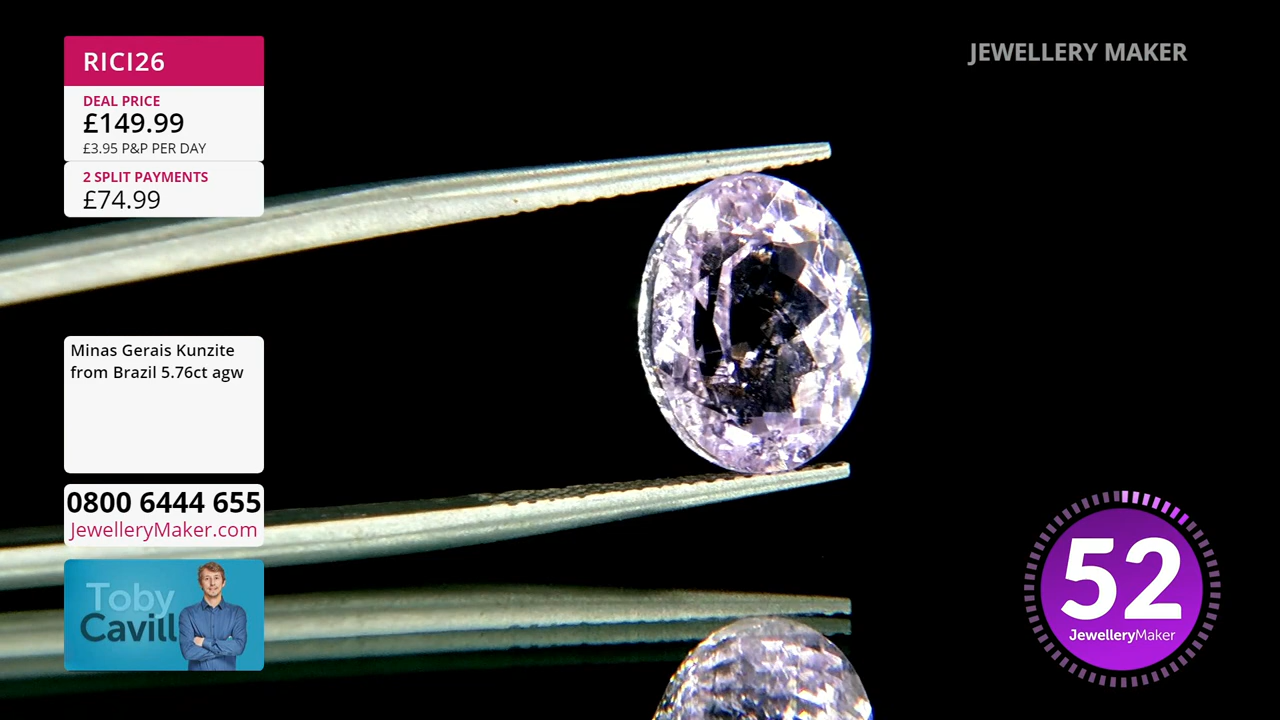 RICI26
DEAL PRICE
£149.99
£3.95 P&P PER DAY
2 SPLIT PAYMENTS
£74.99
Minas Gerais Kunzite
from Brazil 5.76ct agw
0800 6444 655
JewelleryMaker.com
Toby
Cavill
JEWELLERY MAKER
52
JewelleryMaker